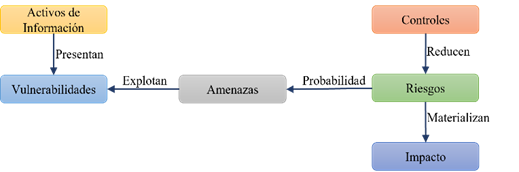 Activos de
Información
Controles
Presentan
Reducen
Vulnerabilidades
Explotan
Amenazas
Probabilidad
Riesgos
Materializan
Impacto